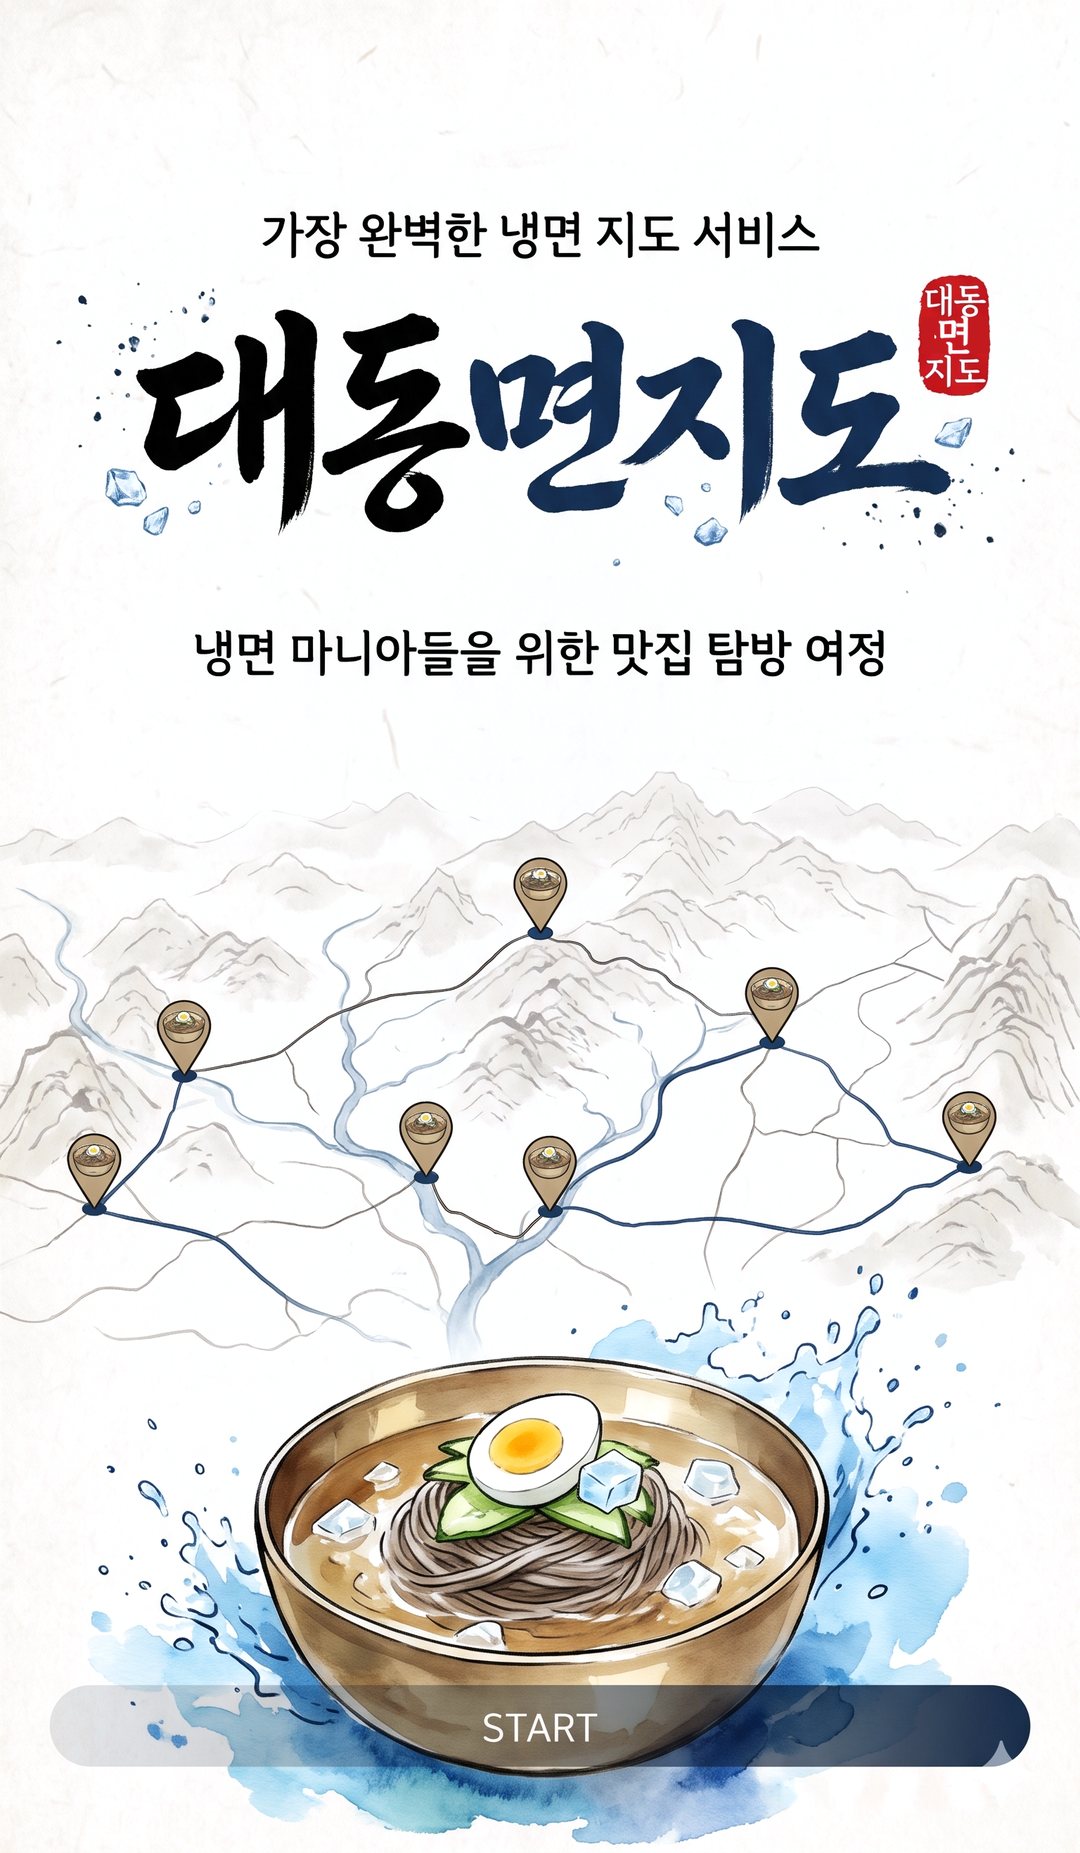 가장 완벽한 냉면 지도 서비스
대동면지도
대동
면
지도
냉면 마니아들을 위한 맛집 탐방 여정
START